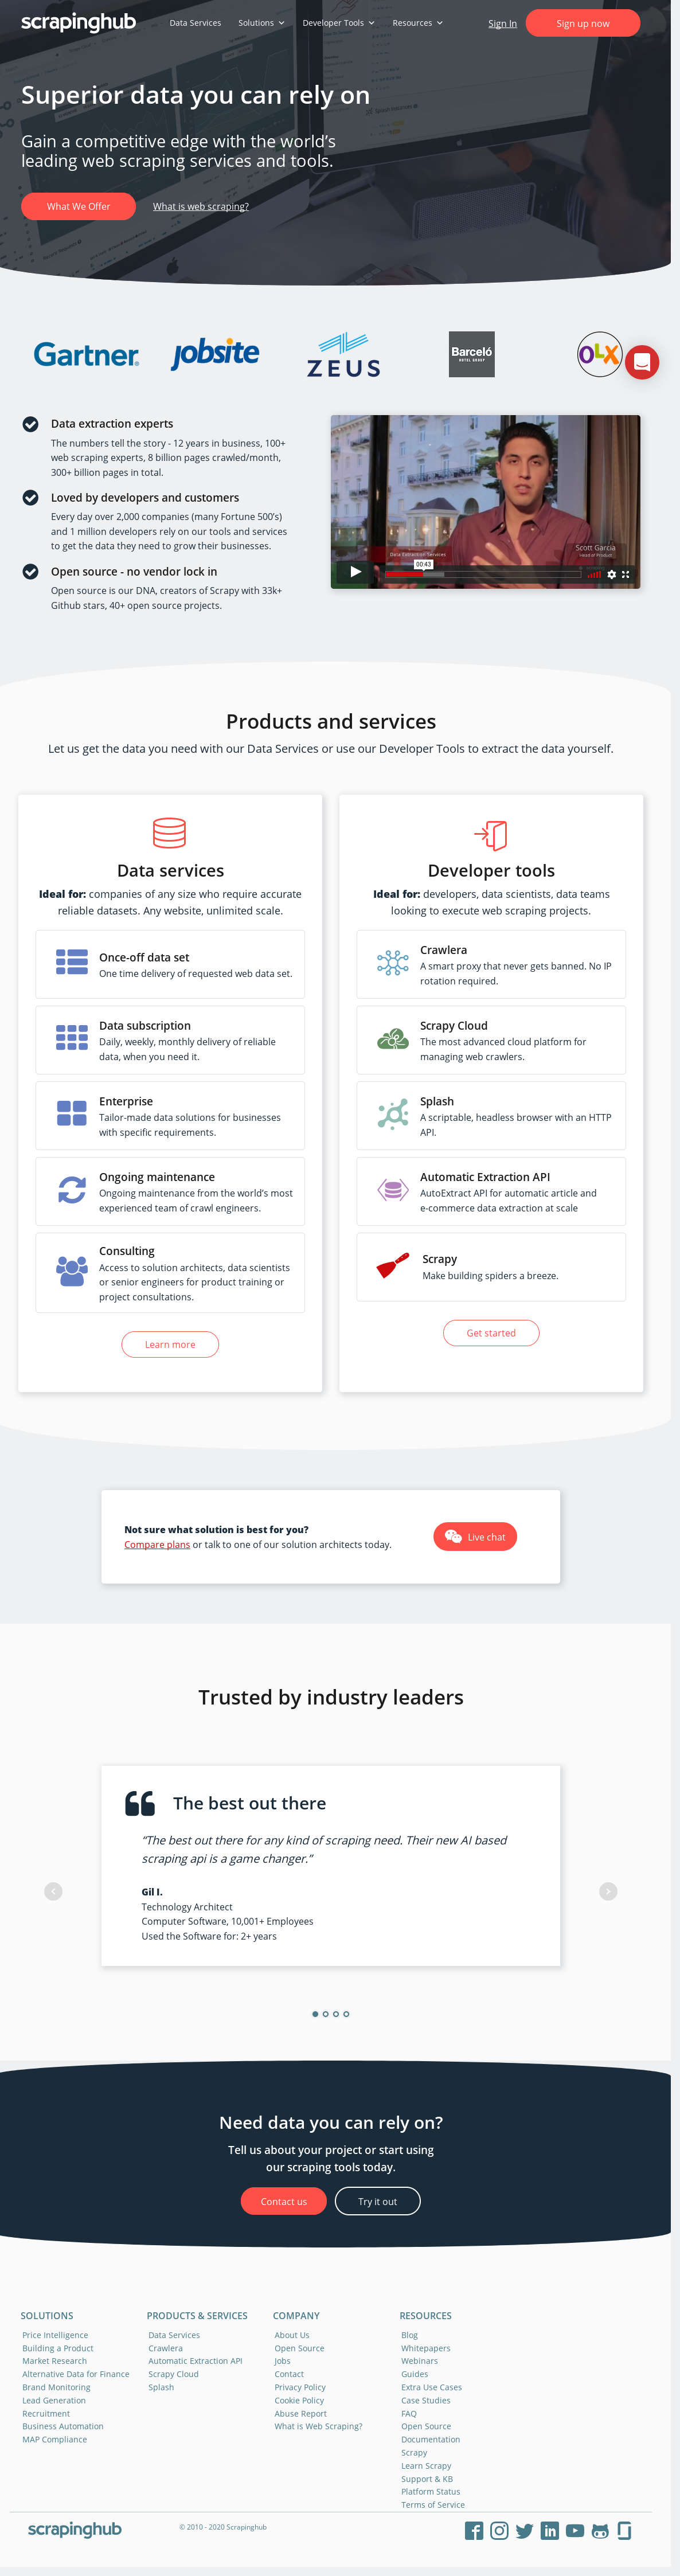 scrapinghub
Data Services
Solutions
Developer Tools
Resources
Sign In
Sign up now
Superior data you can rely on
Gain a competitive edge with the world's
leading web scraping services and tools.
What We Offer
What is web scraping?
Gartner
jobsite
ZEUS
Barceló
HOTEL GROUP
OLX
Data extraction experts
The numbers tell the story - 12 years in business, 100+
web scraping experts, 8 billion pages crawled/month,
300+ billion pages in total.
Loved by developers and customers
Every day over 2,000 companies (many Fortune 500's)
and 1 million developers rely on our tools and services
to get the data they need to grow their businesses.
Open source - no vendor lock in
Open source is our DNA, creators of Scrapy with 33k+
Github stars, 40+ open source projects.
Data Extraction Services
Scott Garcia
Head of Product
00:43
Products and services
Let us get the data you need with our Data Services or use our Developer Tools to extract the data yourself.
Data services
Ideal for: companies of any size who require accurate
reliable datasets. Any website, unlimited scale.
Once-off data set
One time delivery of requested web data set.
Data subscription
Daily, weekly, monthly delivery of reliable
data, when you need it.
Enterprise
Tailor-made data solutions for businesses
with specific requirements.
Ongoing maintenance
Ongoing maintenance from the world's most
experienced team of crawl engineers.
Consulting
Access to solution architects, data scientists
or senior engineers for product training or
project consultations.
Learn more
Developer tools
Ideal for: developers, data scientists, data teams
looking to execute web scraping projects.
Crawlera
A smart proxy that never gets banned. No IP
rotation required.
Scrapy Cloud
The most advanced cloud platform for
managing web crawlers.
Splash
A scriptable, headless browser with an HTTP
API.
Automatic Extraction API
AutoExtract API for automatic article and
e-commerce data extraction at scale
Scrapy
Make building spiders a breeze.
Get started
Not sure what solution is best for you?
Compare plans or talk to one of our solution architects today.
Live chat
Trusted by industry leaders
The best out there
“The best out there for any kind of scraping need. Their new AI based
scraping api is a game changer.”
Gil I.
Technology Architect
Computer Software, 10,001+ Employees
Used the Software for: 2+ years
Need data you can rely on?
Tell us about your project or start using
our scraping tools today.
Contact us
Try it out
SOLUTIONS
Price Intelligence
Building a Product
Market Research
Alternative Data for Finance
Brand Monitoring
Lead Generation
Recruitment
Business Automation
MAP Compliance
PRODUCTS & SERVICES
Data Services
Crawlera
Automatic Extraction API
Scrapy Cloud
Splash
COMPANY
About Us
Open Source
Jobs
Contact
Privacy Policy
Cookie Policy
Abuse Report
What is Web Scraping?
RESOURCES
Blog
Whitepapers
Webinars
Guides
Extra Use Cases
Case Studies
FAQ
Open Source
Documentation
Scrapy
Learn Scrapy
Support & KB
Platform Status
Terms of Service
scrapinghub
© 2010 - 2020 Scrapinghub